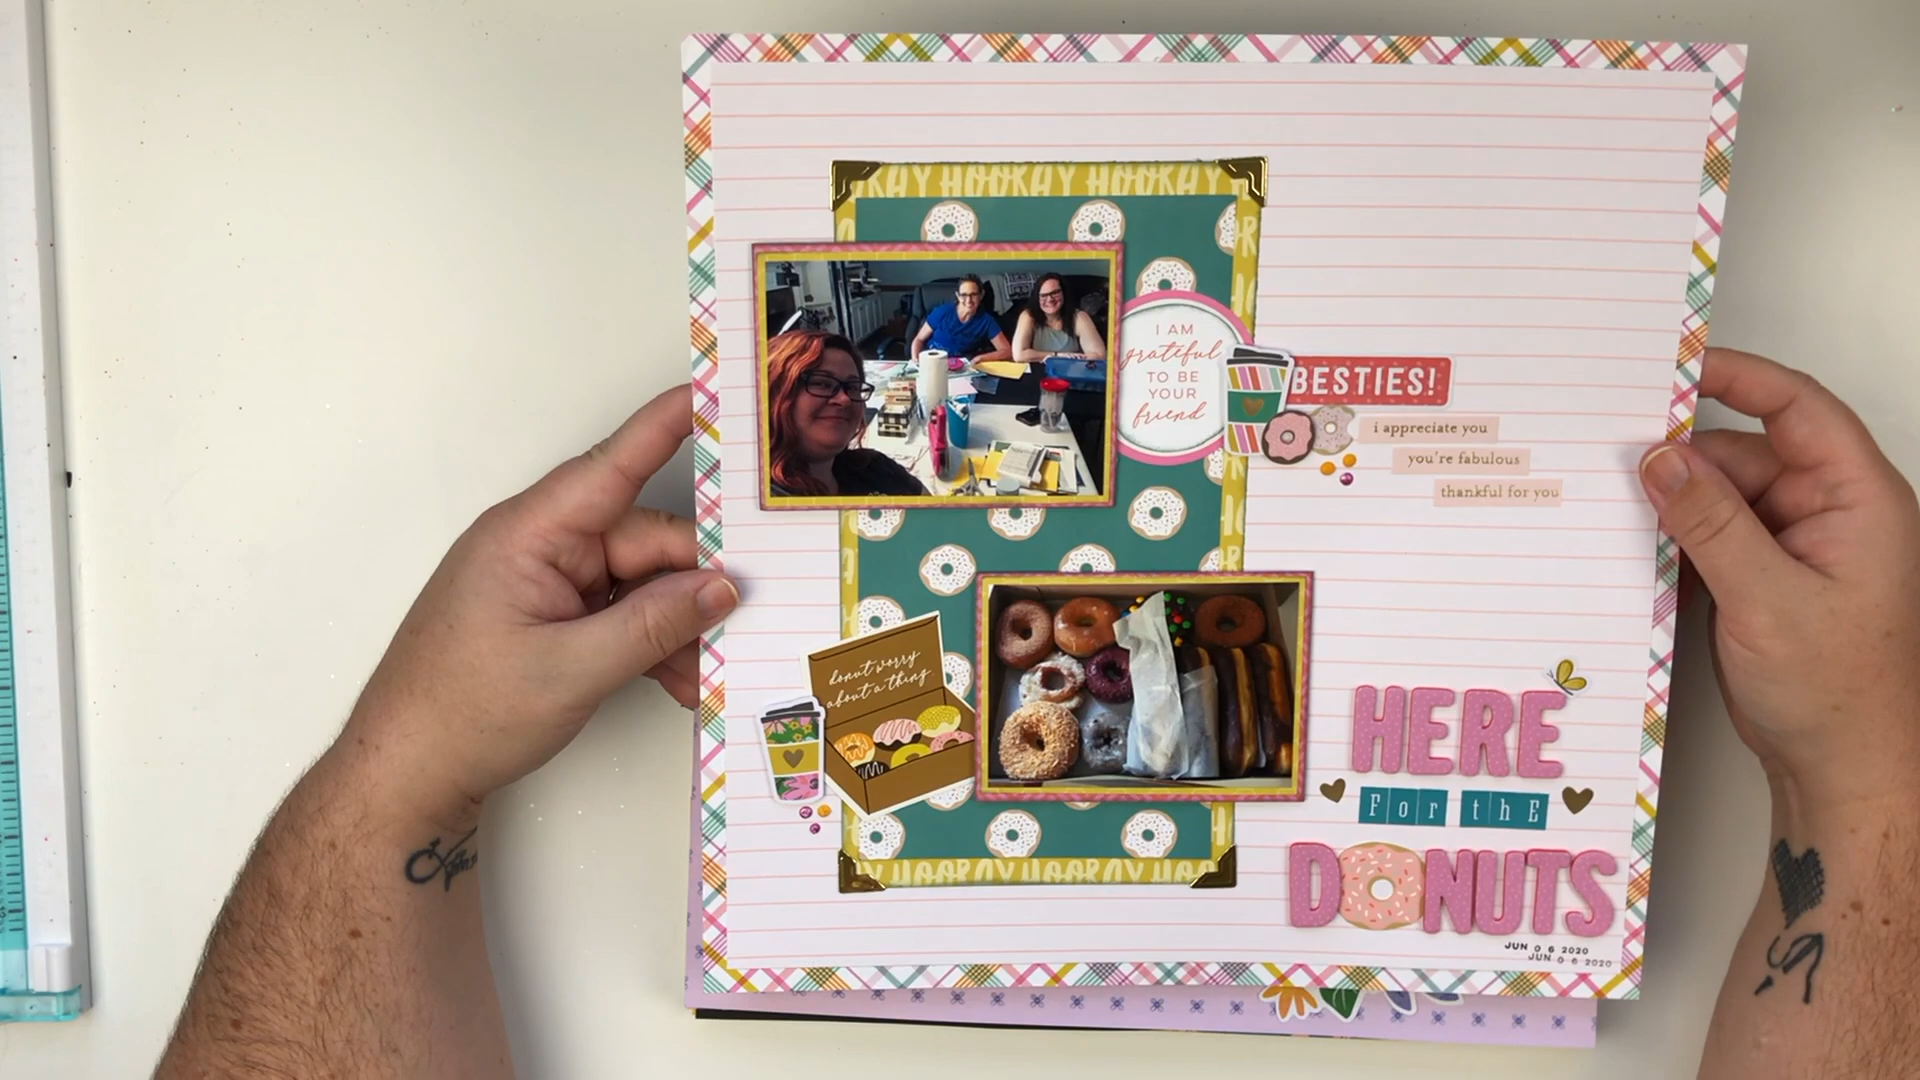 HOORAY HOORAY
I AM
grateful
TO BE
YOUR
friend
BESTIES!
i appreciate you
you're fabulous
thankful for you
donut worry
about a thing
HERE
For thE
DONUTS
JUN 0 6 2020
JUN 0 6 2020
HOORAY HOORAY